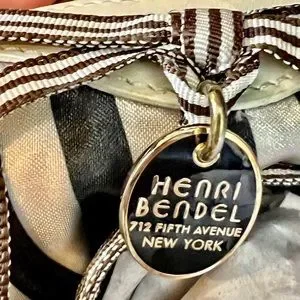 HENRI
BENDEL
712 FIFTH AVENUE
NEW YORK